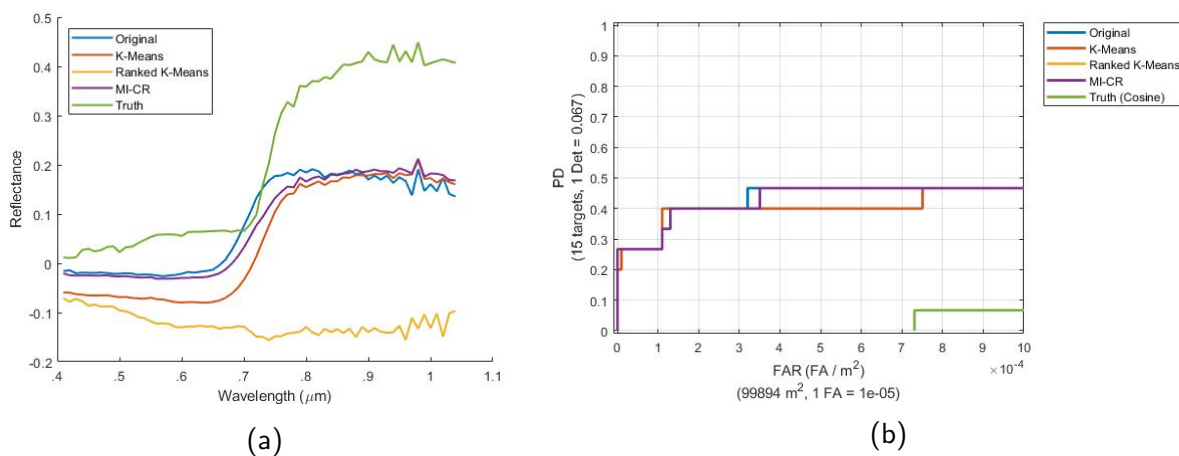 0.5
0.4
0.3
0.2
0.1
0
-0.1
-0.2
Reflectance
Original
K-Means
Ranked K-Means
MI-CR
Truth
.4 .5 .6 .7 .8 .9 1 1.1
Wavelength (μm)
(a)
1
0.9
0.8
0.7
0.6
0.5
0.4
0.3
0.2
0.1
0
PD
(15 targets, 1 Det = 0.067)
0 1 2 3 4 5 6 7 8 9 10
×10⁻⁴
FAR (FA / m²)
(99894 m², 1 FA = 1e-05)
Original
K-Means
Ranked K-Means
MI-CR
Truth (Cosine)
(b)